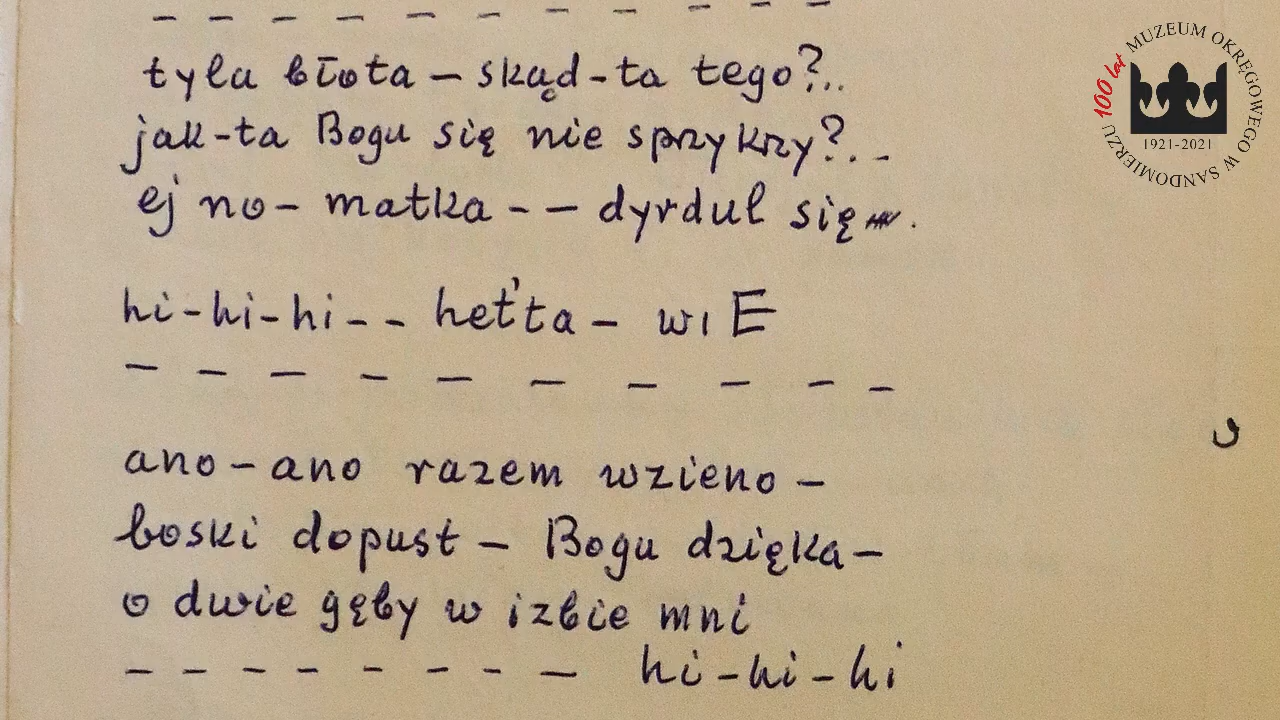 – – – – – – – – – – – –
tyla błota – skąd-ta tego?..
jak-ta Bogu się nie sprzykrzy?..-
ej no- matka - – dyrdul się .
hi-hi-hi- - heťta – wi E
– – – – – – – – – –
ano-ano razem wzieno –
boski dopust – Bogu dzięka –
o dwie gęby w izbie mni
– – – – – – – – hi-hi-hi
100 lat MUZEUM OKRĘGOWEGO W SANDOMIERZU
1921-2021